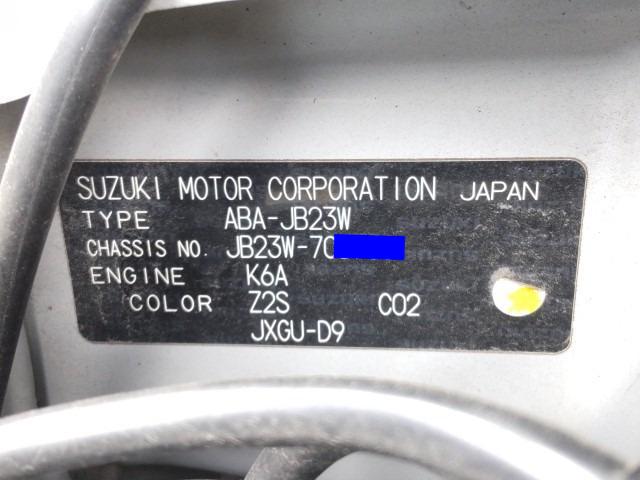 SUZUKI MOTOR CORPORATION JAPAN
TYPE ABA-JB23W
CHASSIS NO. JB23W-70
ENGINE K6A
COLOR Z2S C02
JXGU-D9